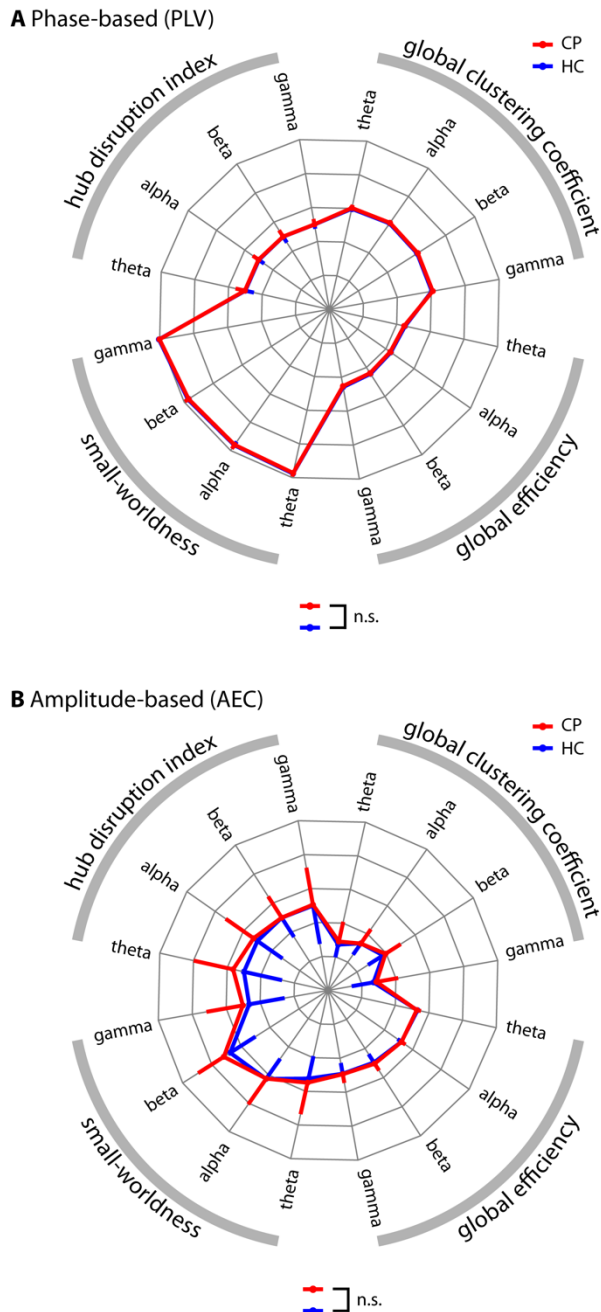 A Phase-based (PLV)
CP
HC
hub disruption index
global clustering coefficient
gamma
theta
beta
alpha
alpha
beta
theta
gamma
gamma
theta
beta
alpha
alpha
beta
theta
gamma
small-worldness
global efficiency
n.s.
B Amplitude-based (AEC)
CP
HC
hub disruption index
global clustering coefficient
gamma
theta
beta
alpha
alpha
beta
theta
gamma
gamma
theta
beta
alpha
alpha
beta
theta
gamma
small-worldness
global efficiency
n.s.